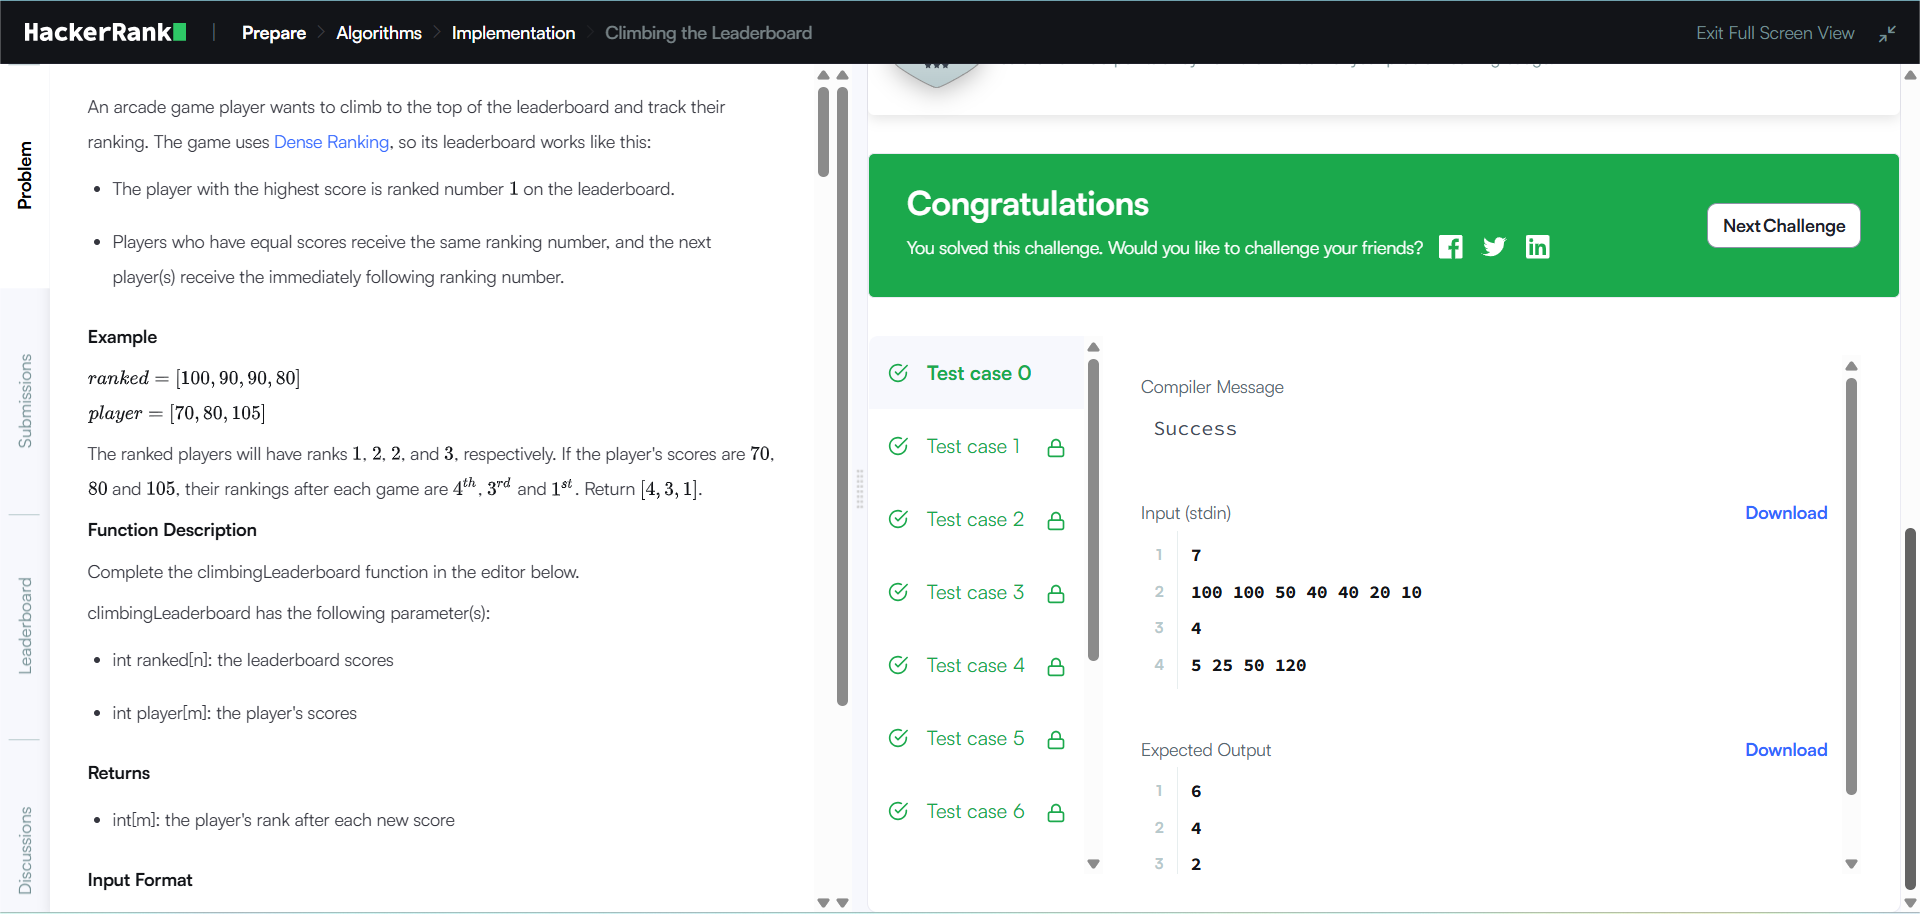 HackerRank | Prepare > Algorithms > Implementation > Climbing the Leaderboard
Exit Full Screen View
Problem
Submissions
Leaderboard
Discussions
An arcade game player wants to climb to the top of the leaderboard and track their
ranking. The game uses Dense Ranking, so its leaderboard works like this:
• The player with the highest score is ranked number 1 on the leaderboard.
• Players who have equal scores receive the same ranking number, and the next
player(s) receive the immediately following ranking number.
Example
ranked = [100, 90, 90, 80]
player = [70, 80, 105]
The ranked players will have ranks 1, 2, 2, and 3, respectively. If the player's scores are 70,
80 and 105, their rankings after each game are 4th, 3rd and 1st. Return [4, 3, 1].
Function Description
Complete the climbingLeaderboard function in the editor below.
climbingLeaderboard has the following parameter(s):
• int ranked[n]: the leaderboard scores
• int player[m]: the player's scores
Returns
• int[m]: the player's rank after each new score
Input Format
Congratulations
You solved this challenge. Would you like to challenge your friends?
Next Challenge
Test case 0
Test case 1
Test case 2
Test case 3
Test case 4
Test case 5
Test case 6
Compiler Message
Success
Input (stdin)
Download
1 7
2 100 100 50 40 40 20 10
3 4
4 5 25 50 120
Expected Output
Download
1 6
2 4
3 2